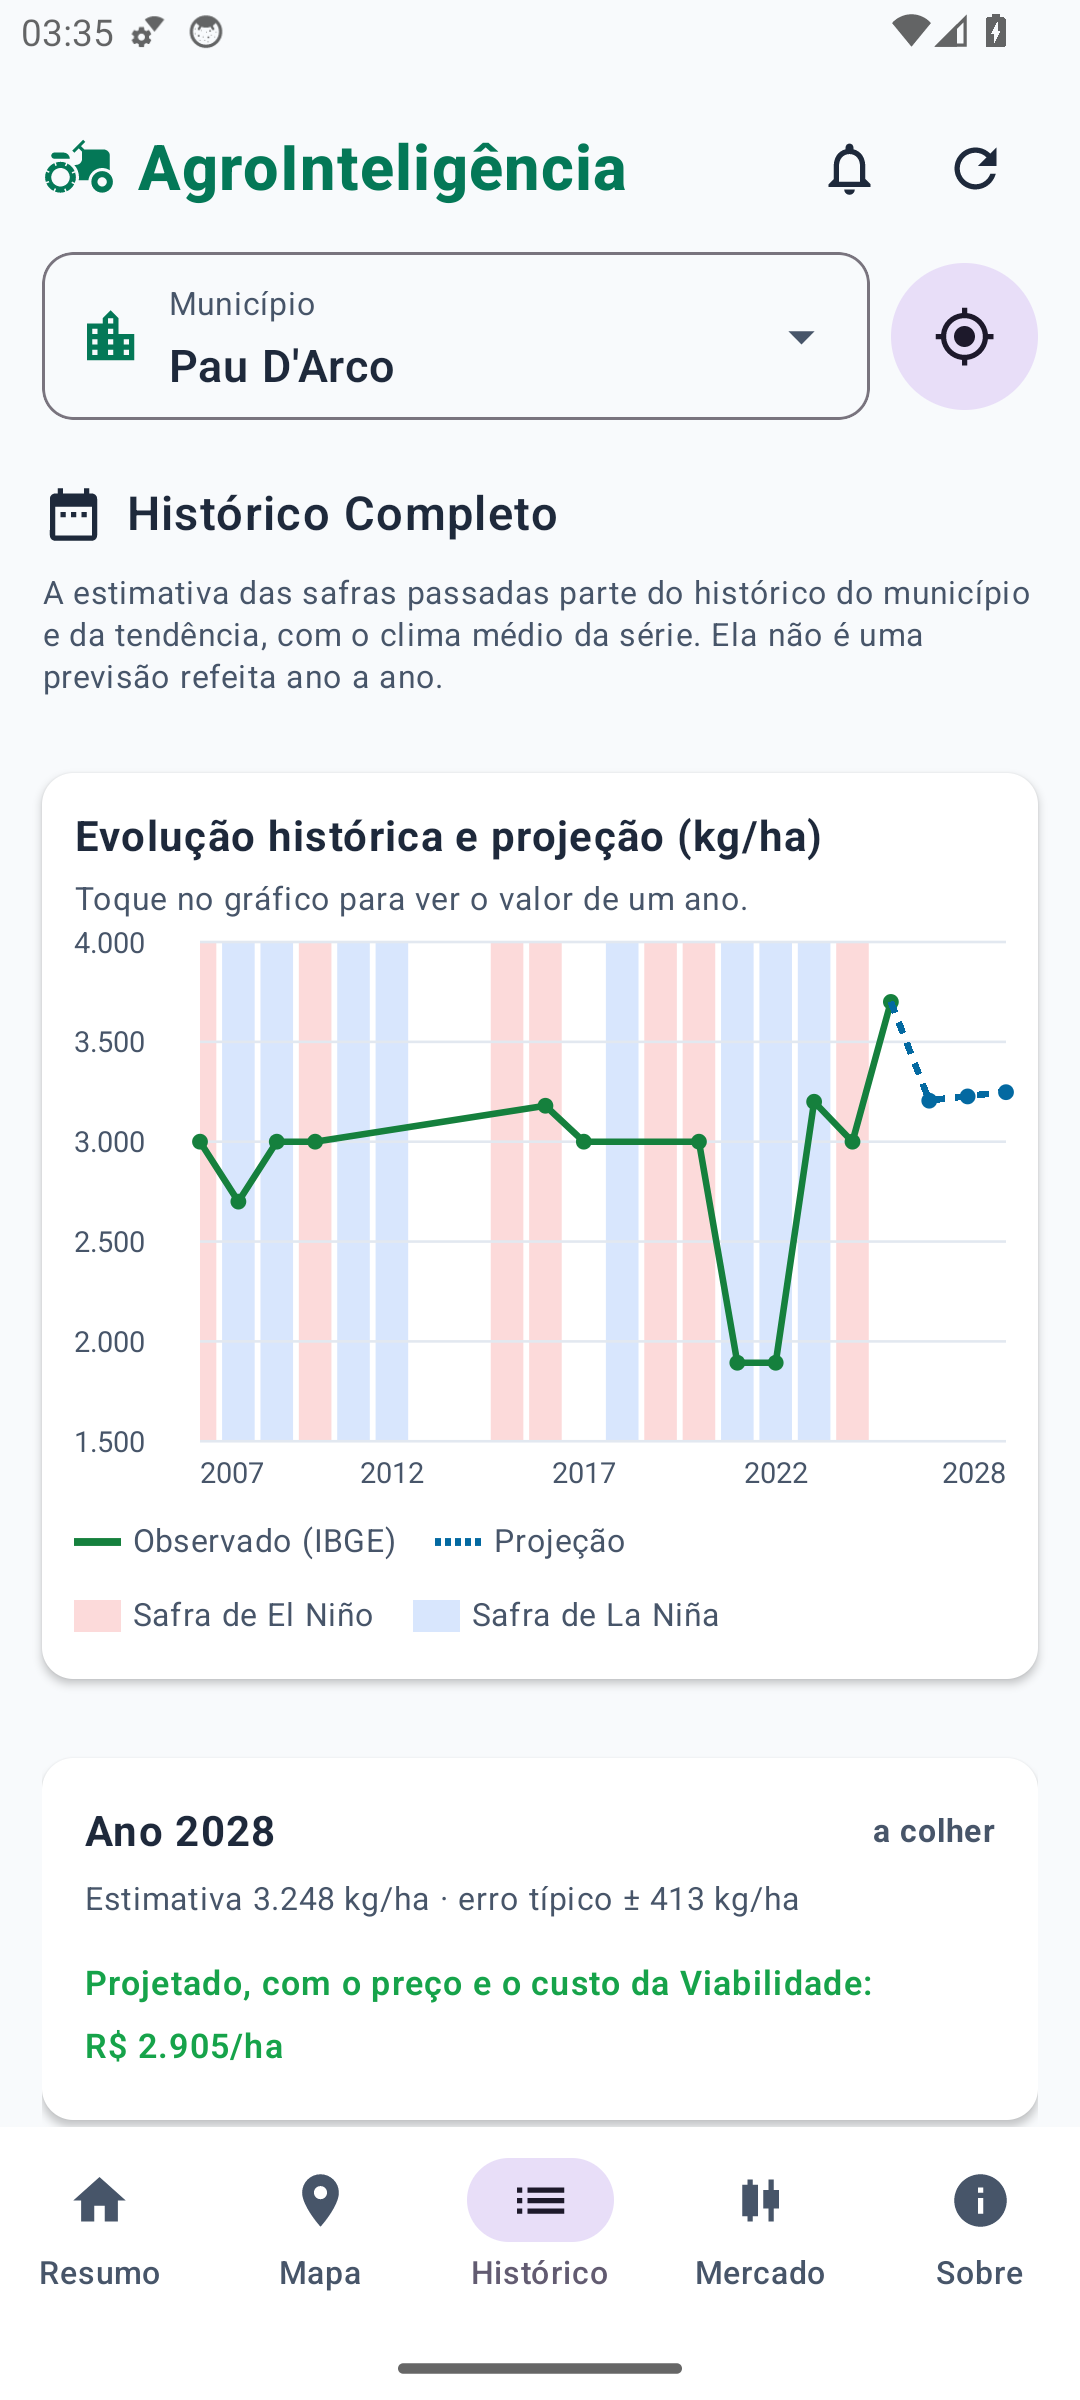 03:35
AgroInteligência
Município
Pau D'Arco
Histórico Completo
A estimativa das safras passadas parte do histórico do município
e da tendência, com o clima médio da série. Ela não é uma
previsão refeita ano a ano.
Evolução histórica e projeção (kg/ha)
Toque no gráfico para ver o valor de um ano.
4.000
3.500
3.000
2.500
2.000
1.500
2007 2012 2017 2022 2028
Observado (IBGE) Projeção
Safra de El Niño Safra de La Niña
Ano 2028 a colher
Estimativa 3.248 kg/ha · erro típico ± 413 kg/ha
Projetado, com o preço e o custo da Viabilidade:
R$ 2.905/ha
Resumo Mapa Histórico Mercado Sobre